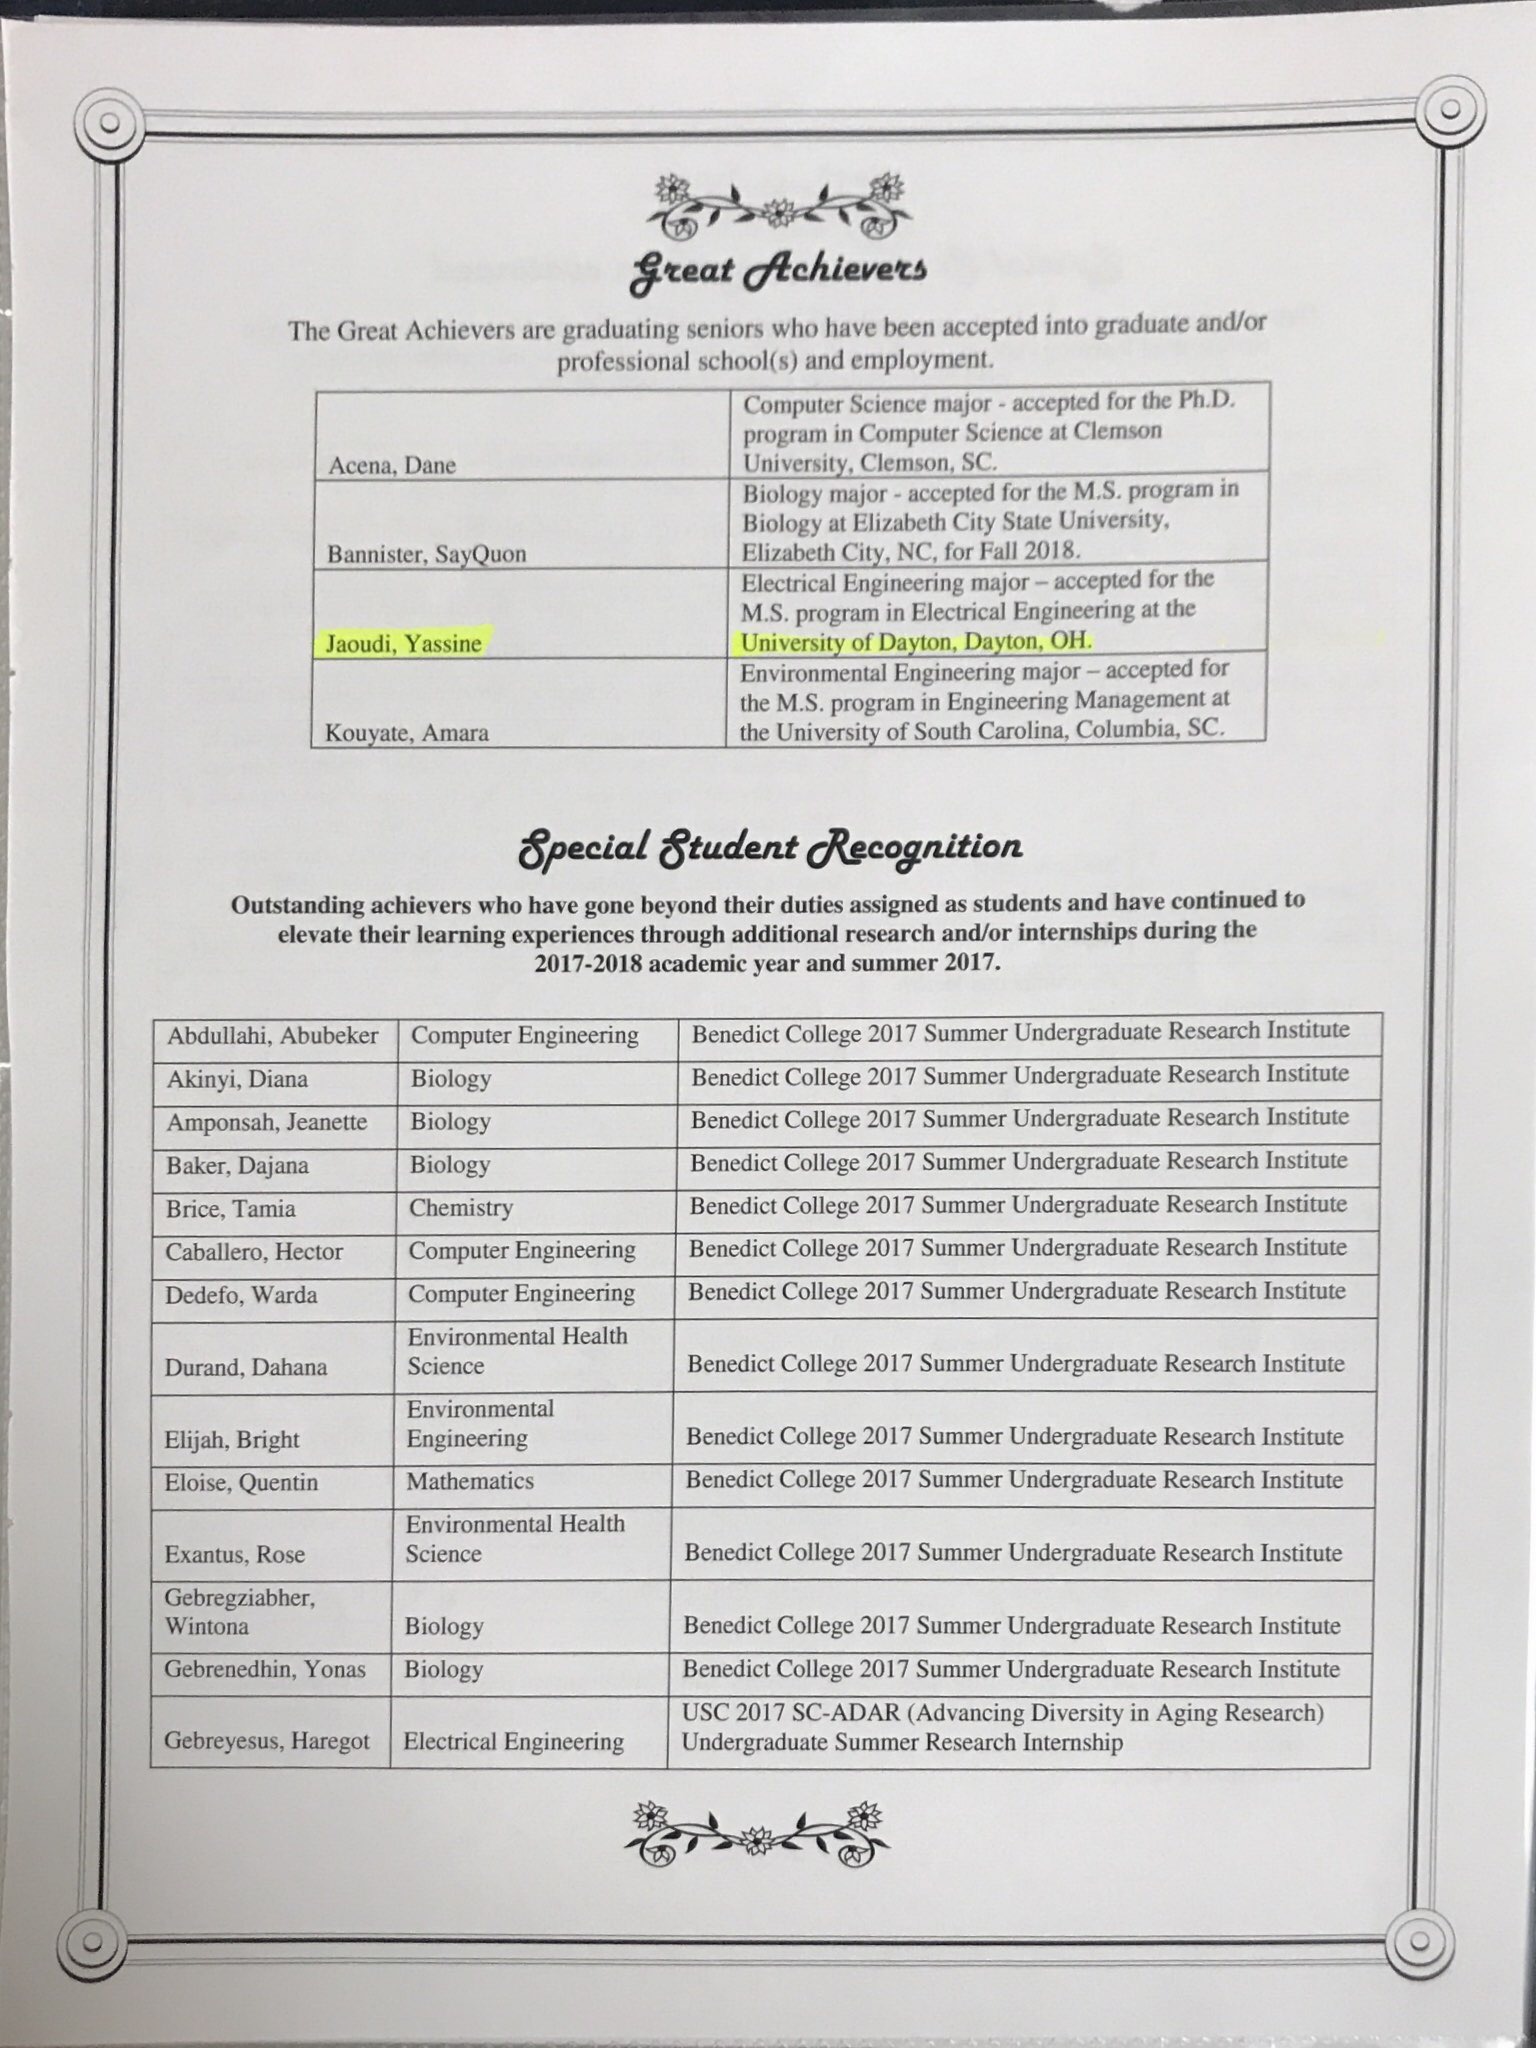 Great Achievers
The Great Achievers are graduating seniors who have been accepted into graduate and/or
professional school(s) and employment.
Acena, Dane
Computer Science major - accepted for the Ph.D.
program in Computer Science at Clemson
University, Clemson, SC.
Bannister, SayQuon
Biology major - accepted for the M.S. program in
Biology at Elizabeth City State University,
Elizabeth City, NC, for Fall 2018.
Jaoudi, Yassine
Electrical Engineering major – accepted for the
M.S. program in Electrical Engineering at the
University of Dayton, Dayton, OH.
Kouyate, Amara
Environmental Engineering major – accepted for
the M.S. program in Engineering Management at
the University of South Carolina, Columbia, SC.
Special Student Recognition
Outstanding achievers who have gone beyond their duties assigned as students and have continued to
elevate their learning experiences through additional research and/or internships during the
2017-2018 academic year and summer 2017.
Abdullahi, Abubeker Computer Engineering Benedict College 2017 Summer Undergraduate Research Institute
Akinyi, Diana Biology Benedict College 2017 Summer Undergraduate Research Institute
Amponsah, Jeanette Biology Benedict College 2017 Summer Undergraduate Research Institute
Baker, Dajana Biology Benedict College 2017 Summer Undergraduate Research Institute
Brice, Tamia Chemistry Benedict College 2017 Summer Undergraduate Research Institute
Caballero, Hector Computer Engineering Benedict College 2017 Summer Undergraduate Research Institute
Dedefo, Warda Computer Engineering Benedict College 2017 Summer Undergraduate Research Institute
Durand, Dahana
Environmental Health
Science
Benedict College 2017 Summer Undergraduate Research Institute
Elijah, Bright
Environmental
Engineering
Benedict College 2017 Summer Undergraduate Research Institute
Eloise, Quentin Mathematics Benedict College 2017 Summer Undergraduate Research Institute
Exantus, Rose
Environmental Health
Science
Benedict College 2017 Summer Undergraduate Research Institute
Gebregziabher,
Wintona
Biology
Benedict College 2017 Summer Undergraduate Research Institute
Gebrenedhin, Yonas Biology Benedict College 2017 Summer Undergraduate Research Institute
Gebreyesus, Haregot
Electrical Engineering
USC 2017 SC-ADAR (Advancing Diversity in Aging Research)
Undergraduate Summer Research Internship